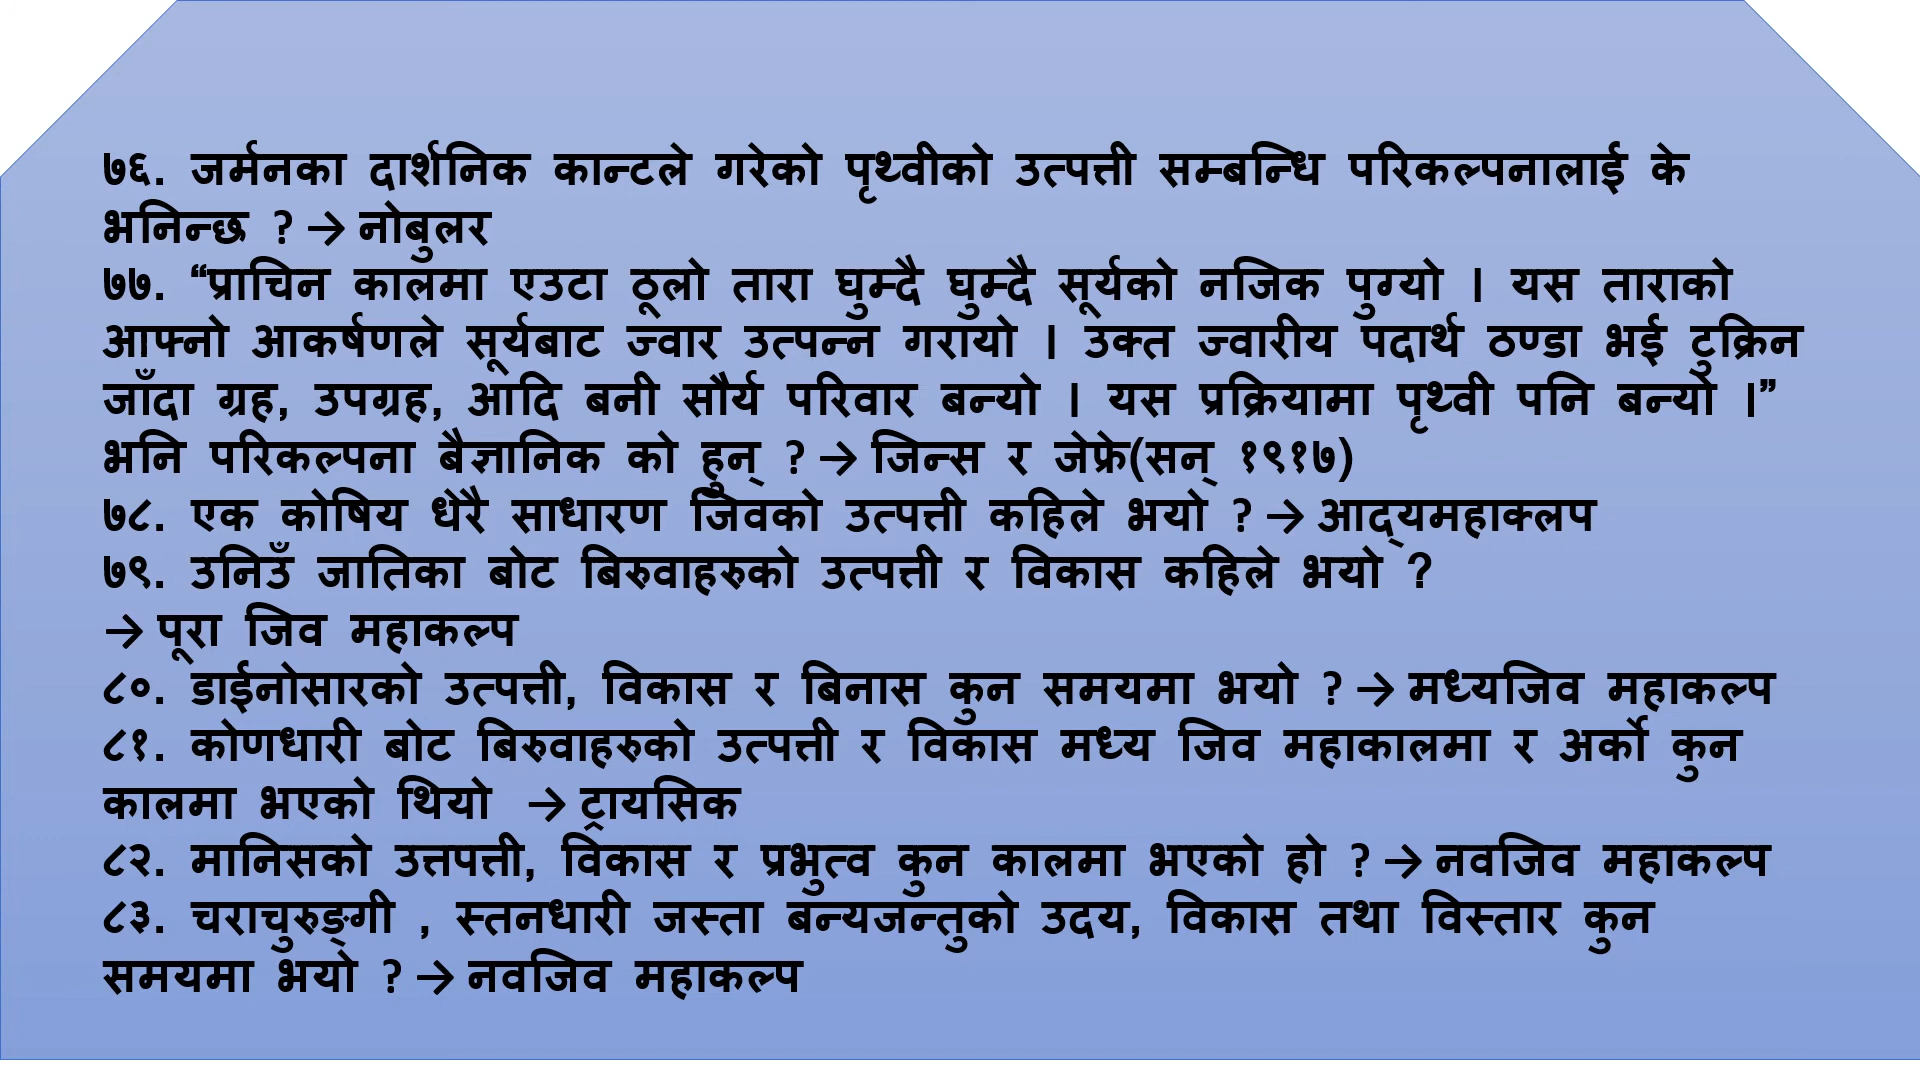 ७६. जर्मनका दार्शनिक कान्टले गरेको पृथ्वीको उत्पत्ती सम्बन्धि परिकल्पनालाई के
भनिन्छ ? → नोबुलर
७७. “प्राचिन कालमा एउटा ठूलो तारा घुम्दै घुम्दै सूर्यको नजिक पुग्यो । यस ताराको
आफ्नो आकर्षणले सूर्यबाट ज्वार उत्पन्न गरायो । उक्त ज्वारीय पदार्थ ठण्डा भई टुक्रिन
जाँदा ग्रह, उपग्रह, आदि बनी सौर्य परिवार बन्यो । यस प्रक्रियामा पृथ्वी पनि बन्यो ।”
भनि परिकल्पना बैज्ञानिक को हुन् ? → जिन्स र जेफ्रे(सन् १९१७)
७८. एक कोषिय धेरै साधारण जिवको उत्पत्ती कहिले भयो ? → आद्यमहाक्लप
७९. उनिउँ जातिका बोट बिरुवाहरुको उत्पत्ती र विकास कहिले भयो ?
→ पूरा जिव महाकल्प
८०. डाईनोसारको उत्पत्ती, विकास र बिनास कुन समयमा भयो ? → मध्यजिव महाकल्प
८१. कोणधारी बोट बिरुवाहरुको उत्पत्ती र विकास मध्य जिव महाकालमा र अर्को कुन
कालमा भएको थियो → ट्रायसिक
८२. मानिसको उत्तपत्ती, विकास र प्रभुत्व कुन कालमा भएको हो ? → नवजिव महाकल्प
८३. चराचुरुङ्गी , स्तनधारी जस्ता बन्यजन्तुको उदय, विकास तथा विस्तार कुन
समयमा भयो ? → नवजिव महाकल्प